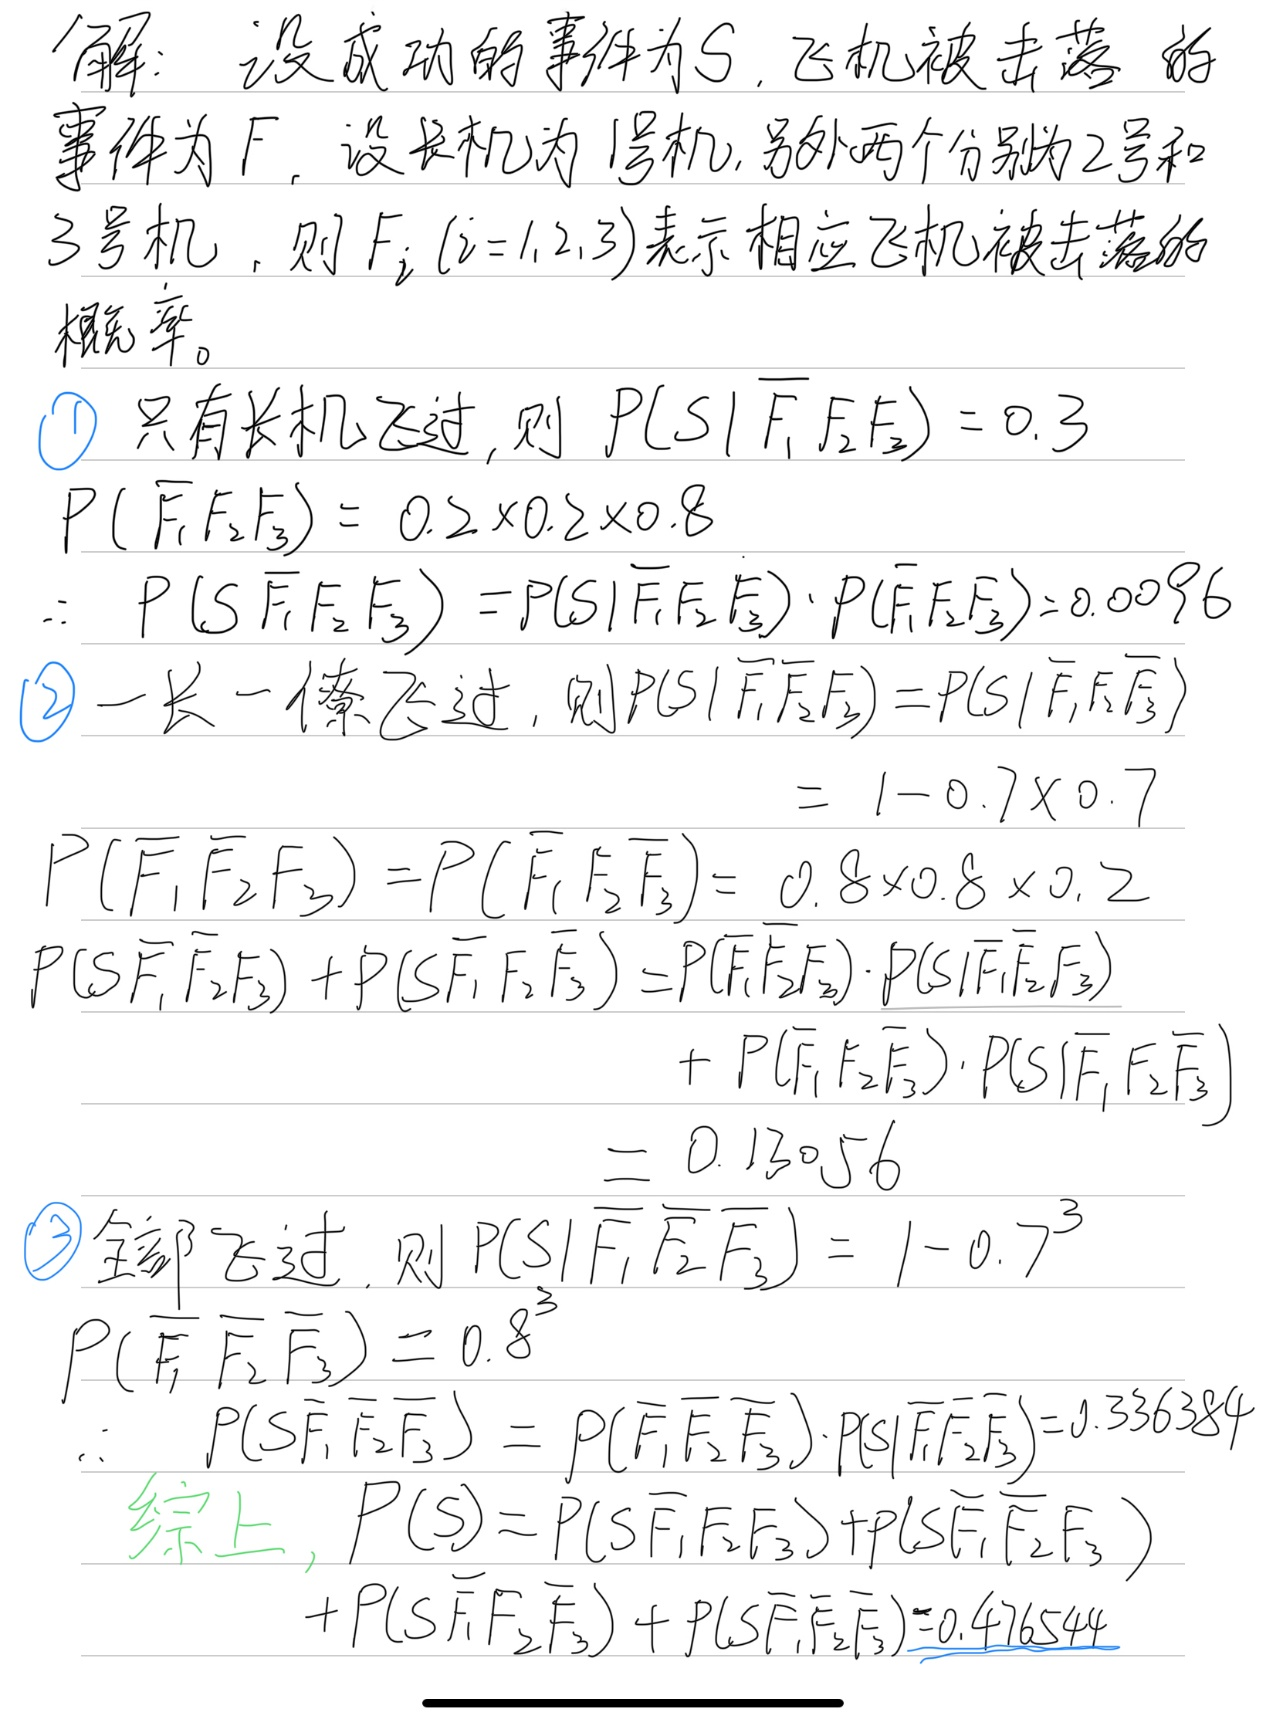 解: 设成功的事件为S,飞机被击落的
事件为F,设长机为1号机,另外两个分别为2号和
3号机,则Fᵢ(i=1,2,3)表示相应飞机被击落的
概率。
① 只有长机飞过,则 P(S|F̅₁F₂F₃)=0.3
P(F̅₁F₂F₃)= 0.2×0.2×0.8
∴ P(SF̅₁F₂F₃)=P(S|F̅₁F₂F₃)·P(F̅₁F₂F₃)=0.0096
② 一长一僚飞过,则P(S|F̅₁F̅₂F₃)=P(S|F̅₁F₂F̅₃)
= 1-0.7×0.7
P(F̅₁F̅₂F₃)=P(F̅₁F₂F̅₃)= 0.8×0.8×0.2
P(SF̅₁F̅₂F₃)+P(SF̅₁F₂F̅₃)=P(F̅₁F̅₂F₃)·P(S|F̅₁F̅₂F₃)
+ P(F̅₁F₂F̅₃)·P(S|F̅₁F₂F̅₃)
= 0.13056
③ 全部飞过,则P(S|F̅₁F̅₂F̅₃)= 1-0.7³
P(F̅₁F̅₂F̅₃)=0.8³
∴ P(SF̅₁F̅₂F̅₃)= P(F̅₁F̅₂F̅₃)·P(S|F̅₁F̅₂F̅₃)=0.336384
综上, P(S)=P(SF̅₁F₂F₃)+P(SF̅₁F̅₂F₃)
+P(SF̅₁F₂F̅₃)+P(SF̅₁F̅₂F̅₃)=0.476544